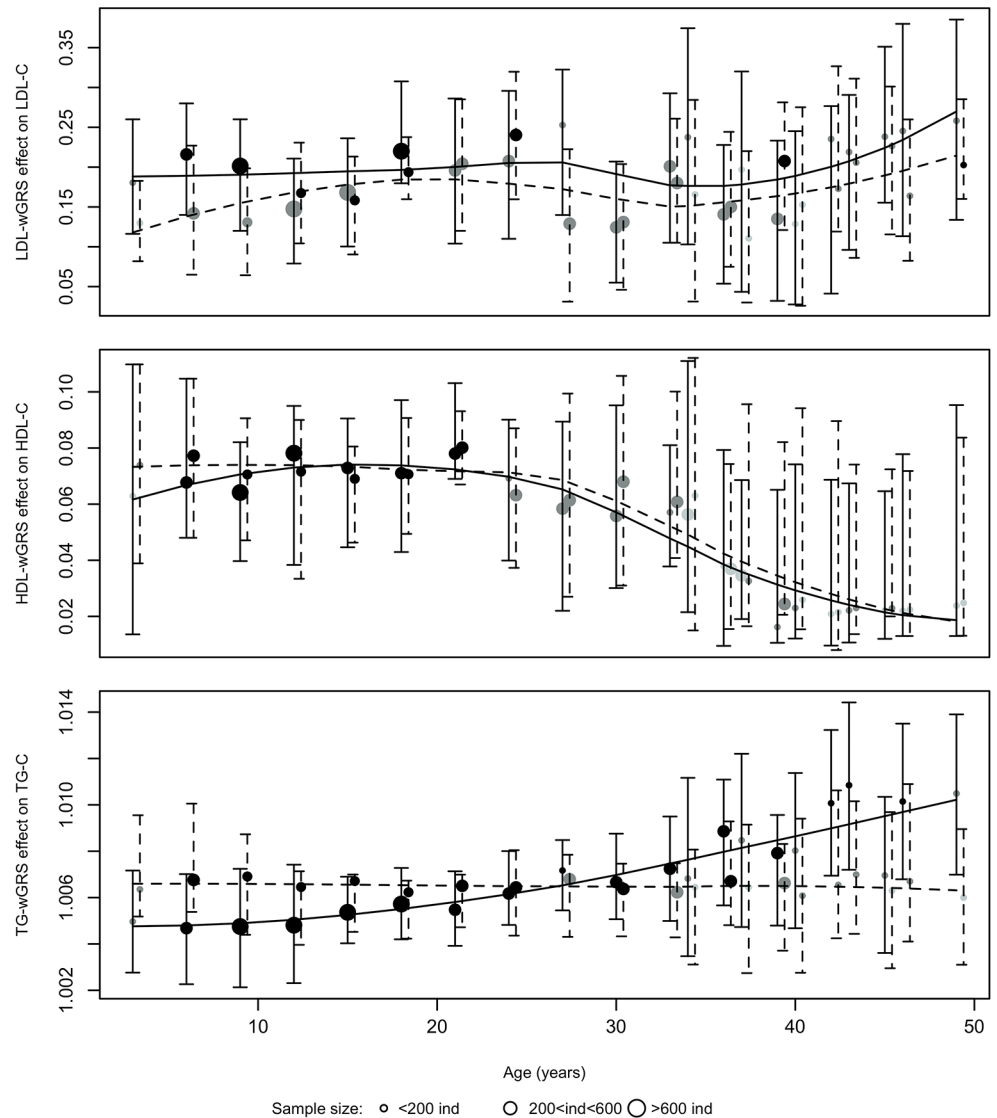 LDL-wGRS effect on LDL-C
0.35
0.25
0.15
0.05
HDL-wGRS effect on HDL-C
0.10
0.08
0.06
0.04
0.02
TG-wGRS effect on TG-C
1.014
1.010
1.006
1.002
10 20 30 40 50
Age (years)
Sample size: <200 ind 200<ind<600 >600 ind